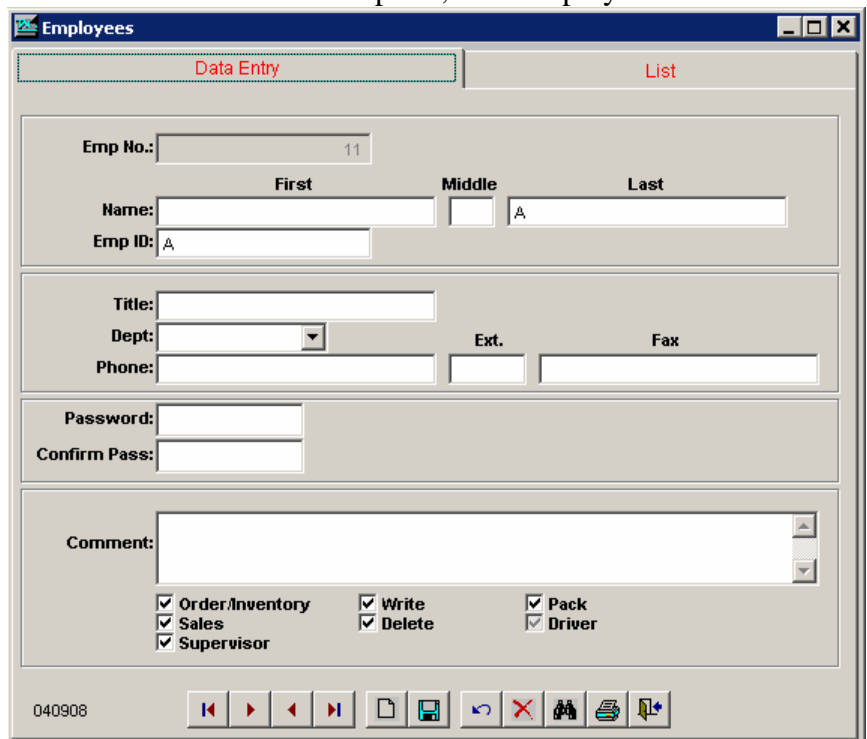 Employees
Data Entry List
Emp No.: 11
First Middle Last
Name: A
Emp ID: A
Title:
Dept: Ext. Fax
Phone:
Password:
Confirm Pass:
Comment:
Order/Inventory Write Pack
Sales Delete Driver
Supervisor
040908